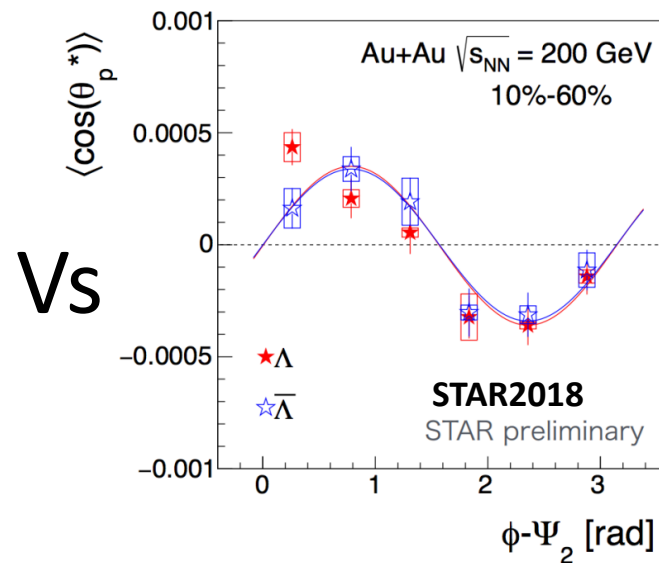 Vs
⟨cos(θp*)⟩
0.001
0.0005
0
−0.0005
−0.001
Au+Au √sNN = 200 GeV
10%-60%
★Λ
☆Λ̅
STAR2018
STAR preliminary
0 1 2 3
ϕ-Ψ2 [rad]